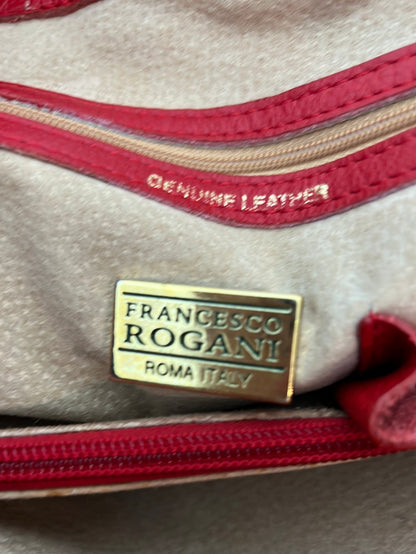 GENUINE LEATHER
FRANCESCO
ROGANI
ROMA ITALY